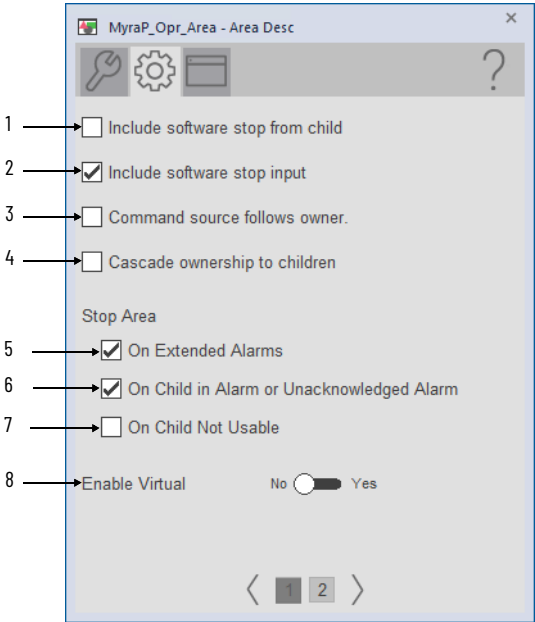 MyraP_Opr_Area - Area Desc
1 Include software stop from child
2 Include software stop input
3 Command source follows owner.
4 Cascade ownership to children
Stop Area
5 On Extended Alarms
6 On Child in Alarm or Unacknowledged Alarm
7 On Child Not Usable
8 Enable Virtual No Yes
1 2